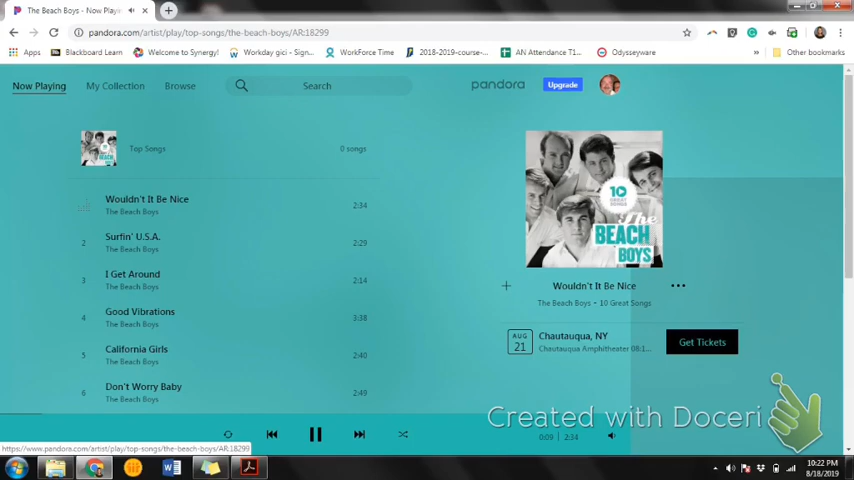 The Beach Boys - Now Playin
pandora.com/artist/play/top-songs/the-beach-boys/AR:18299
Apps Blackboard Learn Welcome to Synergy! Workday gici - Sign... WorkForce Time 2018-2019-course-... AN Attendance T1... Odysseyware » Other bookmarks
Now Playing My Collection Browse Search pandora Upgrade
Top Songs 0 songs
Wouldn't It Be Nice
The Beach Boys
2:34
2 Surfin' U.S.A.
The Beach Boys
2:29
3 I Get Around
The Beach Boys
2:14
4 Good Vibrations
The Beach Boys
3:38
5 California Girls
The Beach Boys
2:40
6 Don't Worry Baby
The Beach Boys
2:49
10
GREAT
SONGS
The
BEACH
BOYS
Wouldn't It Be Nice
The Beach Boys • 10 Great Songs
AUG
21
Chautauqua, NY
Chautauqua Amphitheater 08:1...
Get Tickets
Created with Doceri
0:09 2:34
https://www.pandora.com/artist/play/top-songs/the-beach-boys/AR:18299
10:22 PM
8/18/2019